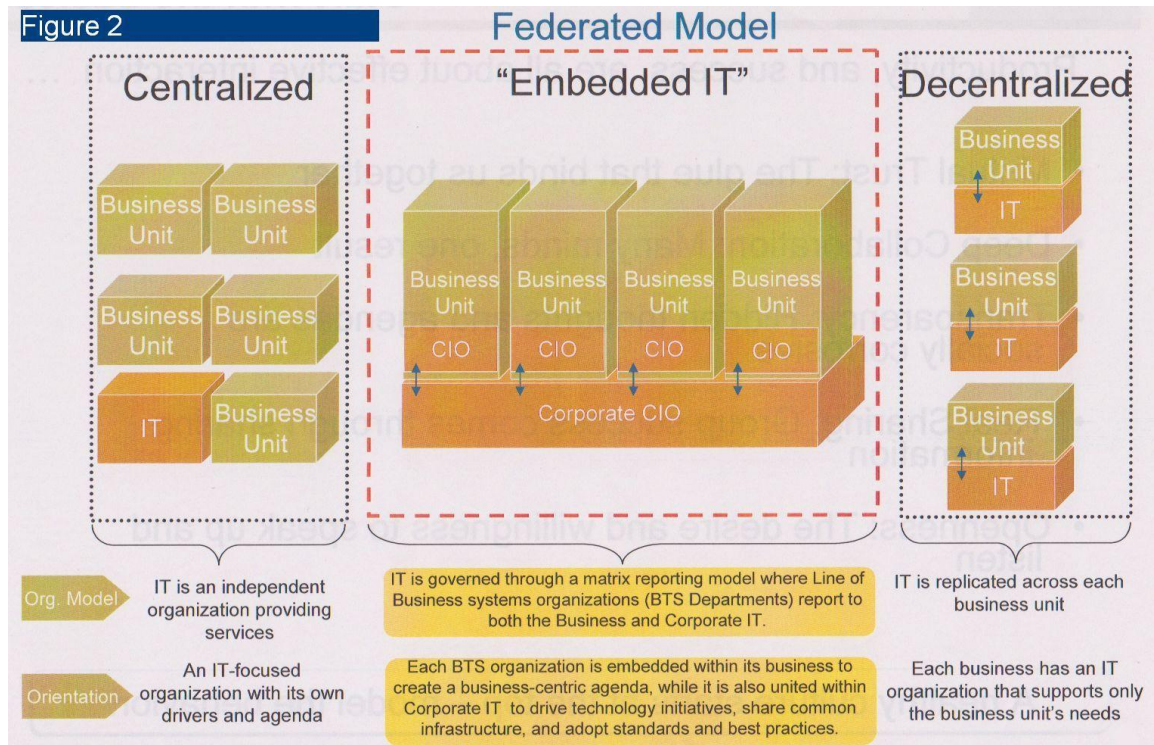 Figure 2
Federated Model
Centralized
"Embedded IT"
Decentralized
Business
Unit
Business
Unit
Business
Unit
Business
Unit
IT
Business
Unit
Business
Unit
CIO
Business
Unit
CIO
Business
Unit
CIO
Business
Unit
CIO
Corporate CIO
Business
Unit
IT
Business
Unit
IT
Business
Unit
IT
Org. Model
IT is an independent
organization providing
services
IT is governed through a matrix reporting model where Line of
Business systems organizations (BTS Departments) report to
both the Business and Corporate IT.
IT is replicated across each
business unit
Orientation
An IT-focused
organization with its own
drivers and agenda
Each BTS organization is embedded within its business to
create a business-centric agenda, while it is also united within
Corporate IT to drive technology initiatives, share common
infrastructure, and adopt standards and best practices.
Each business has an IT
organization that supports only
the business unit's needs